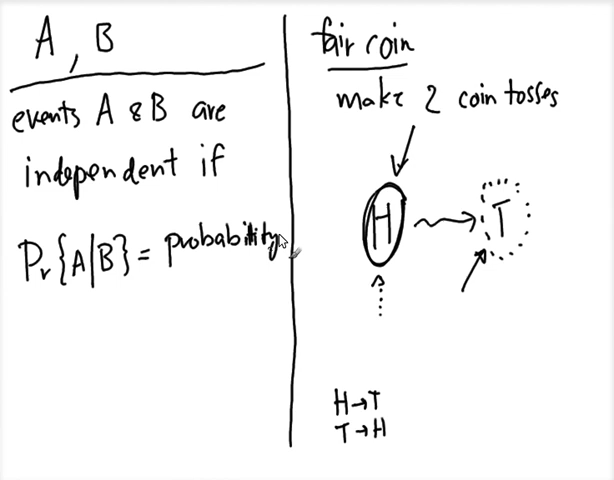 A, B
events A & B are
independent if
Pr{A|B} = probability
fair coin
make 2 coin tosses
H → T
H→T
T→H